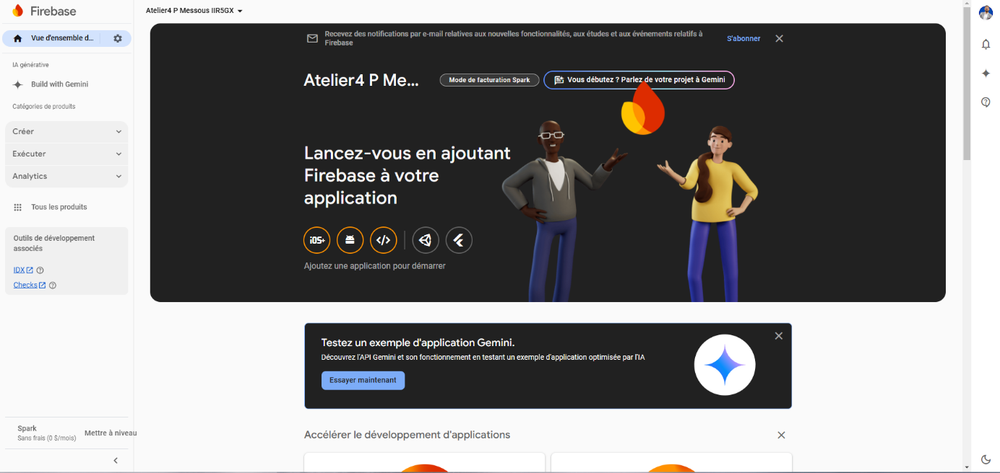 Firebase
Atelier4 P Messous IIR5GX
Vue d'ensemble d...
IA générative
Build with Gemini
Catégories de produits
Créer
Exécuter
Analytics
Tous les produits
Outils de développement
associés
IDX
Checks
Spark
Sans frais (0 $/mois)
Mettre à niveau
Recevez des notifications par e-mail relatives aux nouvelles fonctionnalités, aux études et aux événements relatifs à
Firebase
S'abonner
Atelier4 P Me...
Mode de facturation Spark
Vous débutez ? Parlez de votre projet à Gemini
Lancez-vous en ajoutant
Firebase à votre
application
iOS+
Ajoutez une application pour démarrer
Testez un exemple d'application Gemini.
Découvrez l'API Gemini et son fonctionnement en testant un exemple d'application optimisée par l'IA
Essayer maintenant
Accélérer le développement d'applications